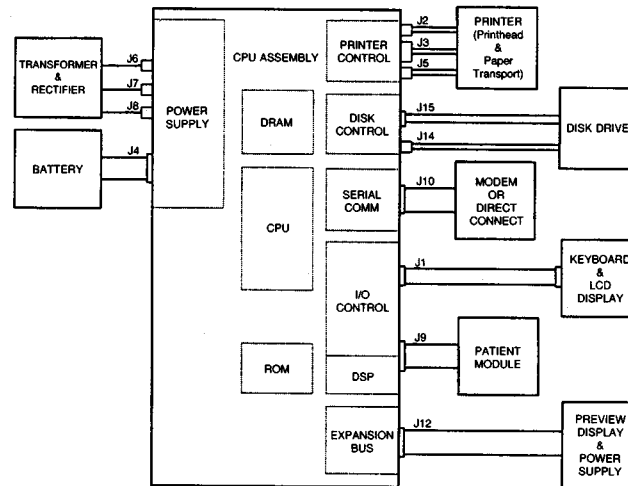 TRANSFORMER
&
RECTIFIER
J6
J7
J8
BATTERY
J4
POWER
SUPPLY
CPU ASSEMBLY
DRAM
CPU
ROM
PRINTER
CONTROL
DISK
CONTROL
SERIAL
COMM
I/O
CONTROL
DSP
EXPANSION
BUS
J2
J3
J5
PRINTER
(Printhead
&
Paper
Transport)
J15
J14
DISK DRIVE
J10
MODEM
OR
DIRECT
CONNECT
J1
KEYBOARD
&
LCD
DISPLAY
J9
PATIENT
MODULE
J12
PREVIEW
DISPLAY
&
POWER
SUPPLY